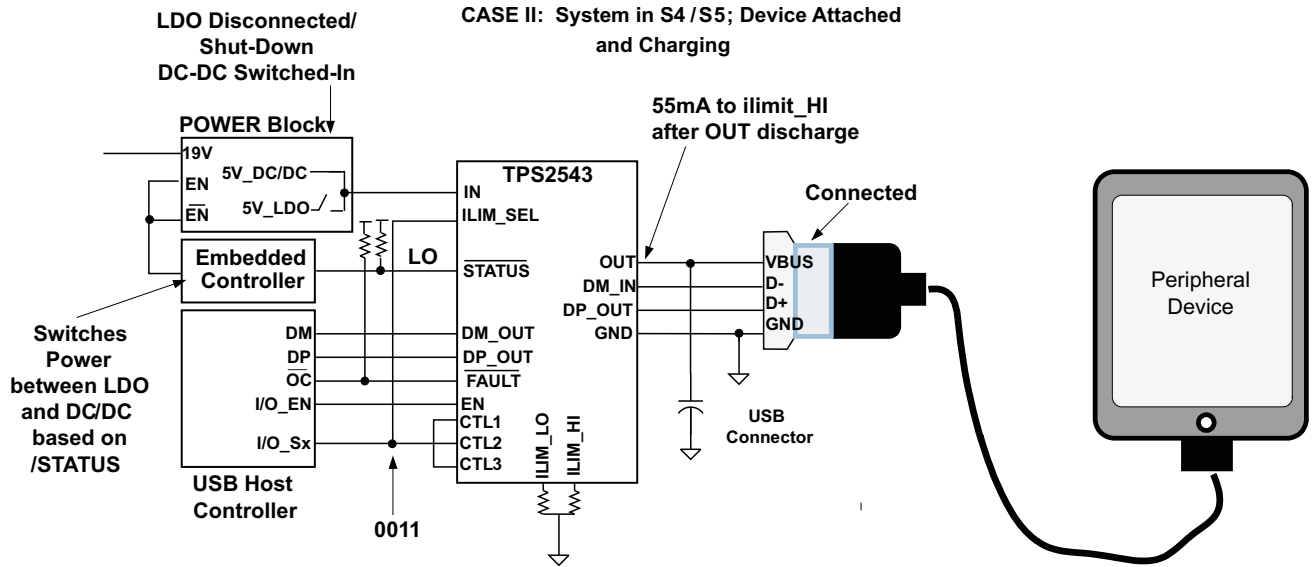 CASE II: System in S4 / S5; Device Attached
and Charging
LDO Disconnected/
Shut-Down
DC-DC Switched-In
55mA to ilimit_HI
after OUT discharge
POWER Block
19V
EN
EN
5V_DC/DC
5V_LDO
TPS2543
IN
ILIM_SEL
STATUS
LO
Embedded
Controller
Connected
OUT
DM_IN
DP_OUT
GND
VBUS
D-
D+
GND
Peripheral
Device
Switches
Power
between LDO
and DC/DC
based on
/STATUS
DM
DP
OC
I/O_EN
I/O_Sx
DM_OUT
DP_OUT
FAULT
EN
CTL1
CTL2
CTL3
ILIM_LO
ILIM_HI
USB
Connector
USB Host
Controller
0011